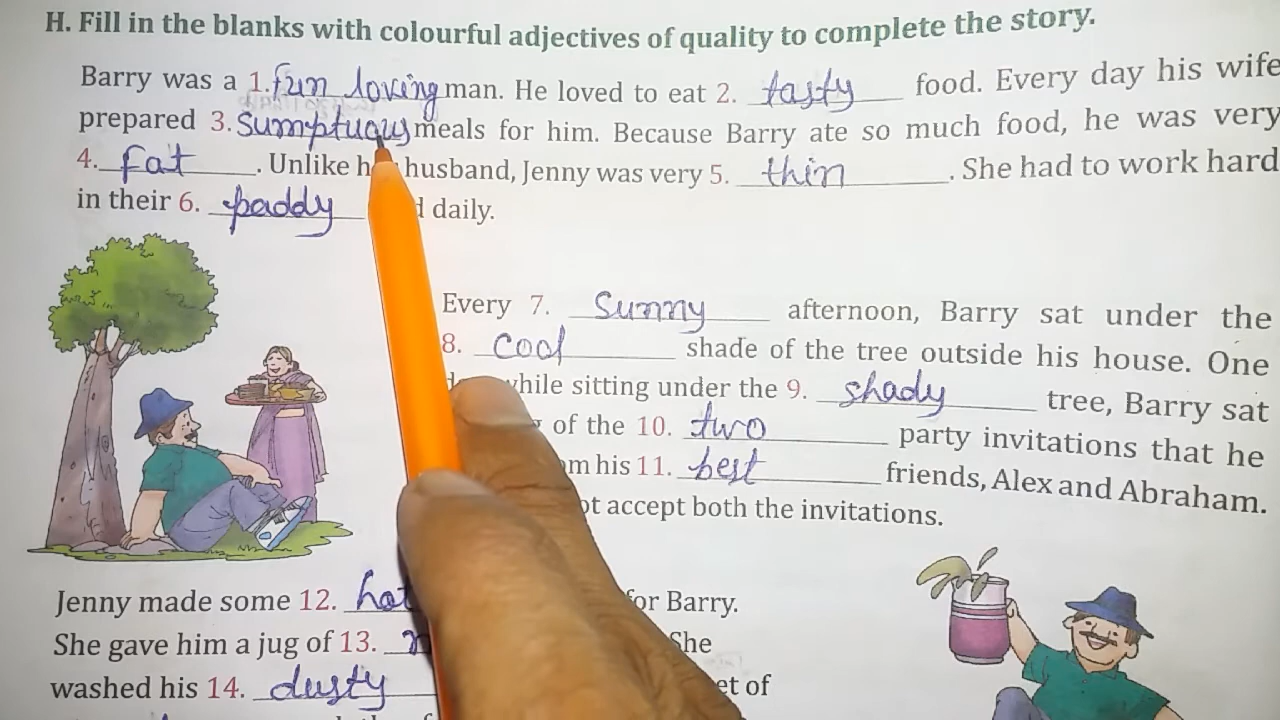 H. Fill in the blanks with colourful adjectives of quality to complete the story.
Barry was a 1. fun loving man. He loved to eat 2. tasty food. Every day his wife
prepared 3. sumptuous meals for him. Because Barry ate so much food, he was very
4. fat . Unlike husband, Jenny was very 5. thin . She had to work hard
in their 6. paddy daily.
Every 7. Sunny afternoon, Barry sat under the
8. cool shade of the tree outside his house. One
while sitting under the 9. shady tree, Barry sat
of the 10. two party invitations that he
his 11. best friends, Alex and Abraham.
accept both the invitations.
Jenny made some 12. hot for Barry.
She gave him a jug of 13. She
washed his 14. dusty of